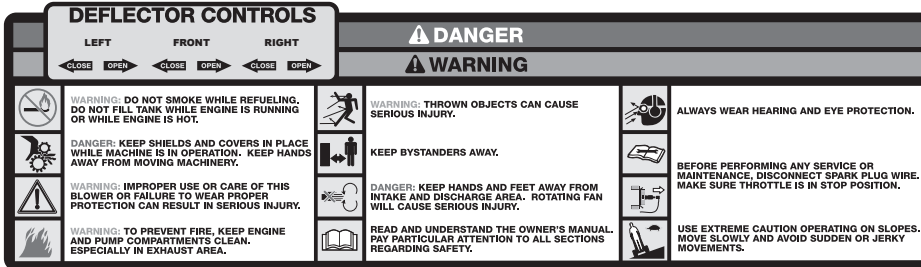 DEFLECTOR CONTROLS
LEFT FRONT RIGHT
CLOSE OPEN CLOSE OPEN CLOSE OPEN
DANGER
WARNING
WARNING: DO NOT SMOKE WHILE REFUELING.
DO NOT FILL TANK WHILE ENGINE IS RUNNING
OR WHILE ENGINE IS HOT.
DANGER: KEEP SHIELDS AND COVERS IN PLACE
WHILE MACHINE IS IN OPERATION. KEEP HANDS
AWAY FROM MOVING MACHINERY.
WARNING: IMPROPER USE OR CARE OF THIS
BLOWER OR FAILURE TO WEAR PROPER
PROTECTION CAN RESULT IN SERIOUS INJURY.
WARNING: TO PREVENT FIRE, KEEP ENGINE
AND PUMP COMPARTMENTS CLEAN.
ESPECIALLY IN EXHAUST AREA.
WARNING: THROWN OBJECTS CAN CAUSE
SERIOUS INJURY.
KEEP BYSTANDERS AWAY.
DANGER: KEEP HANDS AND FEET AWAY FROM
INTAKE AND DISCHARGE AREA. ROTATING FAN
WILL CAUSE SERIOUS INJURY.
READ AND UNDERSTAND THE OWNER'S MANUAL.
PAY PARTICULAR ATTENTION TO ALL SECTIONS
REGARDING SAFETY.
ALWAYS WEAR HEARING AND EYE PROTECTION.
BEFORE PERFORMING ANY SERVICE OR
MAINTENANCE, DISCONNECT SPARK PLUG WIRE.
MAKE SURE THROTTLE IS IN STOP POSITION.
USE EXTREME CAUTION OPERATING ON SLOPES.
MOVE SLOWLY AND AVOID SUDDEN OR JERKY
MOVEMENTS.